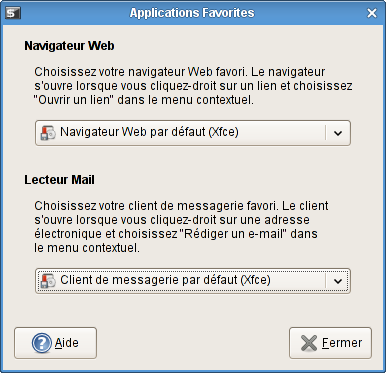 Applications Favorites
Navigateur Web
Choisissez votre navigateur Web favori. Le navigateur
s'ouvre lorsque vous cliquez-droit sur un lien et choisissez
"Ouvrir un lien" dans le menu contextuel.
Navigateur Web par défaut (Xfce)
Lecteur Mail
Choisissez votre client de messagerie favori. Le client
s'ouvre lorsque vous cliquez-droit sur une adresse
électronique et choisissez "Rédiger un e-mail" dans
le menu contextuel.
Client de messagerie par défaut (Xfce)
Aide
Fermer